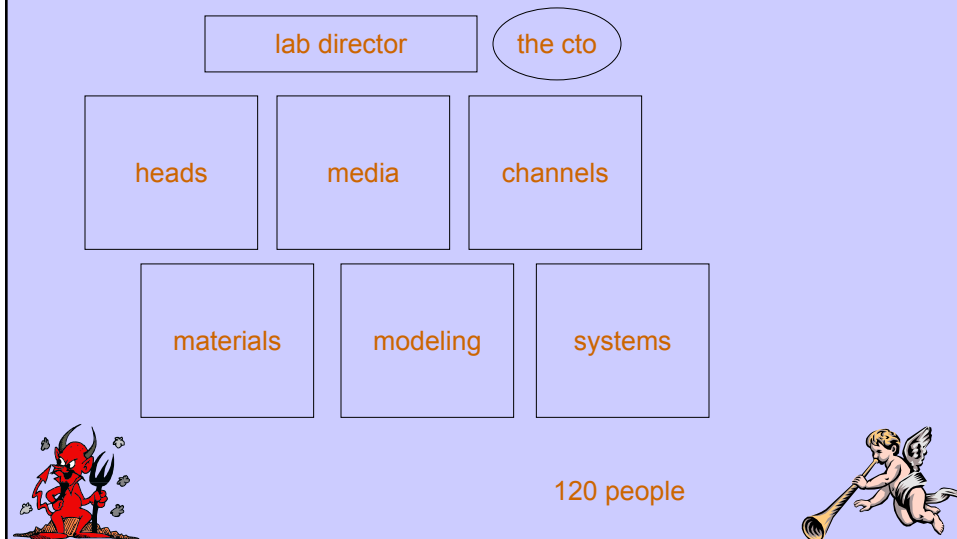 lab director
the cto
heads
media
channels
materials
modeling
systems
120 people